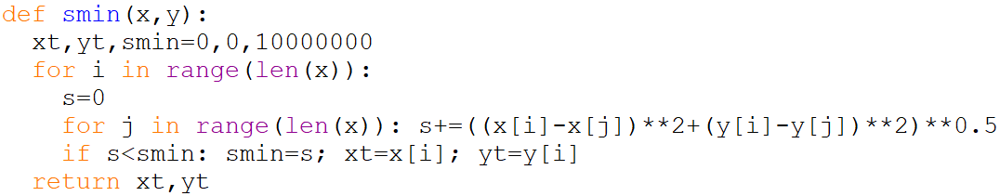 def smin(x,y):
  xt,yt,smin=0,0,10000000
  for i in range(len(x)):
    s=0
    for j in range(len(x)): s+=((x[i]-x[j])**2+(y[i]-y[j])**2)**0.5
    if s<smin: smin=s; xt=x[i]; yt=y[i]
  return xt,yt